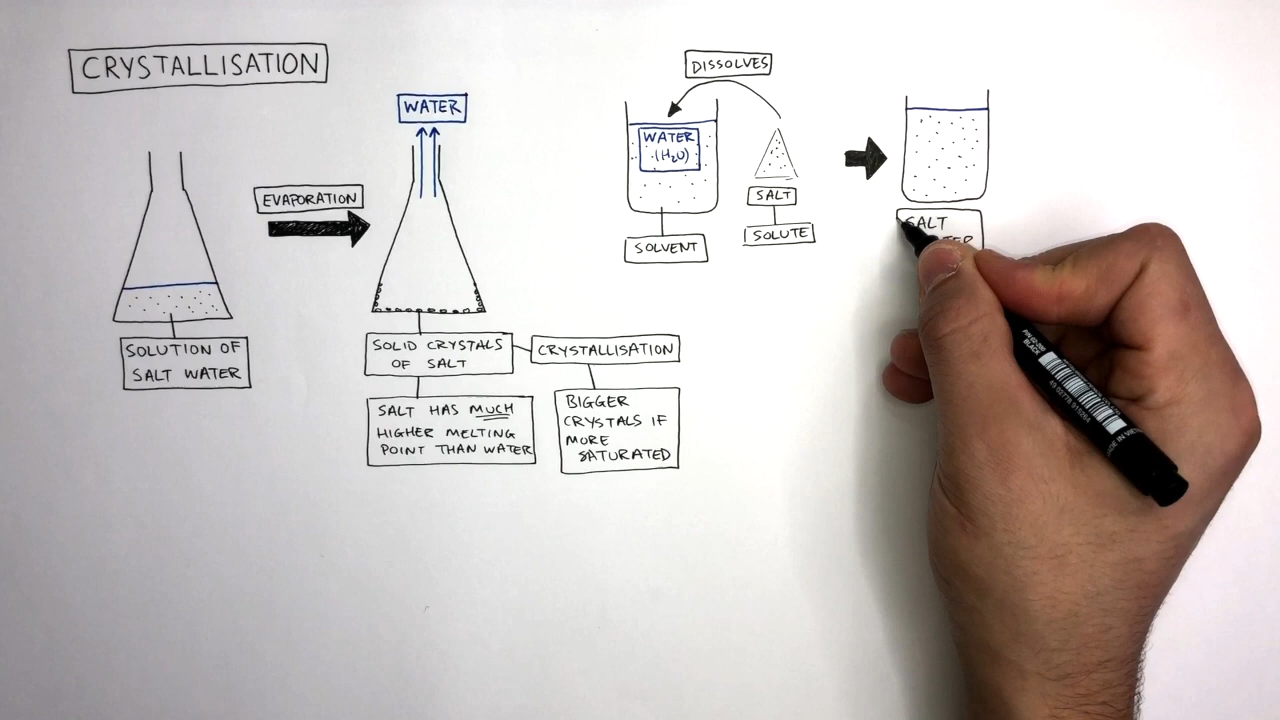 CRYSTALLISATION
WATER
EVAPORATION
SOLUTION OF
SALT WATER
SOLID CRYSTALS
OF SALT
CRYSTALLISATION
SALT HAS MUCH
HIGHER MELTING
POINT THAN WATER
BIGGER
CRYSTALS IF
MORE
SATURATED
DISSOLVES
WATER
(H₂O)
SALT
SOLVENT
SOLUTE
SALT
BLACK